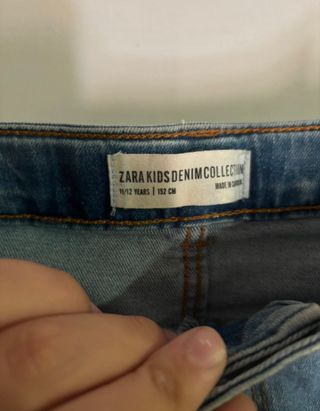 ZARA KIDS DENIM COLLECTION
11/12 YEARS | 152 CM
MADE IN